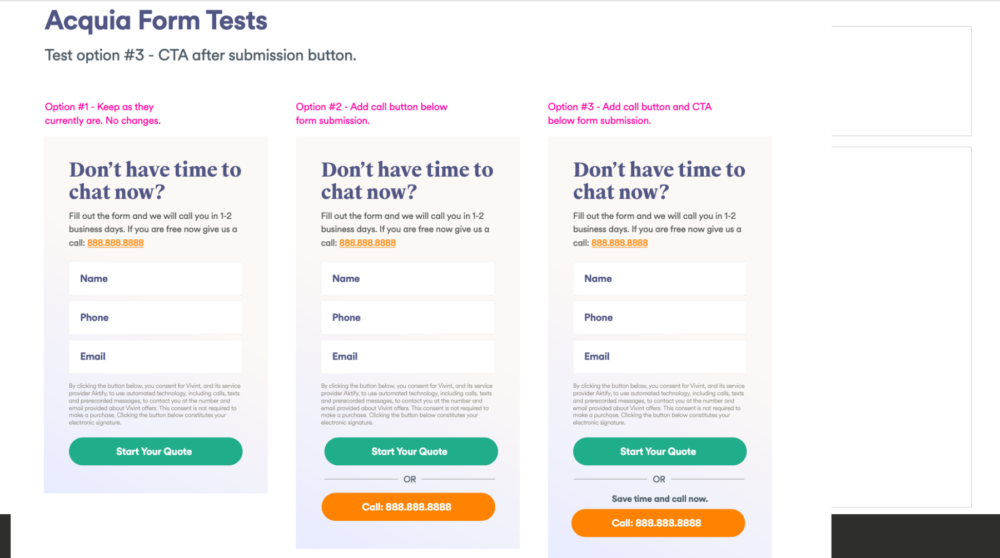 Acquia Form Tests
Test option #3 - CTA after submission button.
Option #1 - Keep as they
currently are. No changes.
Don't have time to
chat now?
Fill out the form and we will call you in 1-2
business days. If you are free now give us a
call: 888.888.8888
Name
Phone
Email
By clicking the button below, you consent for Vivint, and its service
provider Aktify, to use automated technology, including calls, texts
and prerecorded messages, to contact you at the number and
email provided about Vivint offers. This consent is not required to
make a purchase. Clicking the button below constitutes your
electronic signature.
Start Your Quote
Option #2 - Add call button below
form submission.
Don't have time to
chat now?
Fill out the form and we will call you in 1-2
business days. If you are free now give us a
call: 888.888.8888
Name
Phone
Email
By clicking the button below, you consent for Vivint, and its service
provider Aktify, to use automated technology, including calls, texts
and prerecorded messages, to contact you at the number and
email provided about Vivint offers. This consent is not required to
make a purchase. Clicking the button below constitutes your
electronic signature.
Start Your Quote
OR
Call: 888.888.8888
Option #3 - Add call button and CTA
below form submission.
Don't have time to
chat now?
Fill out the form and we will call you in 1-2
business days. If you are free now give us a
call: 888.888.8888
Name
Phone
Email
By clicking the button below, you consent for Vivint, and its service
provider Aktify, to use automated technology, including calls, texts
and prerecorded messages, to contact you at the number and
email provided about Vivint offers. This consent is not required to
make a purchase. Clicking the button below constitutes your
electronic signature.
Start Your Quote
OR
Save time and call now.
Call: 888.888.8888